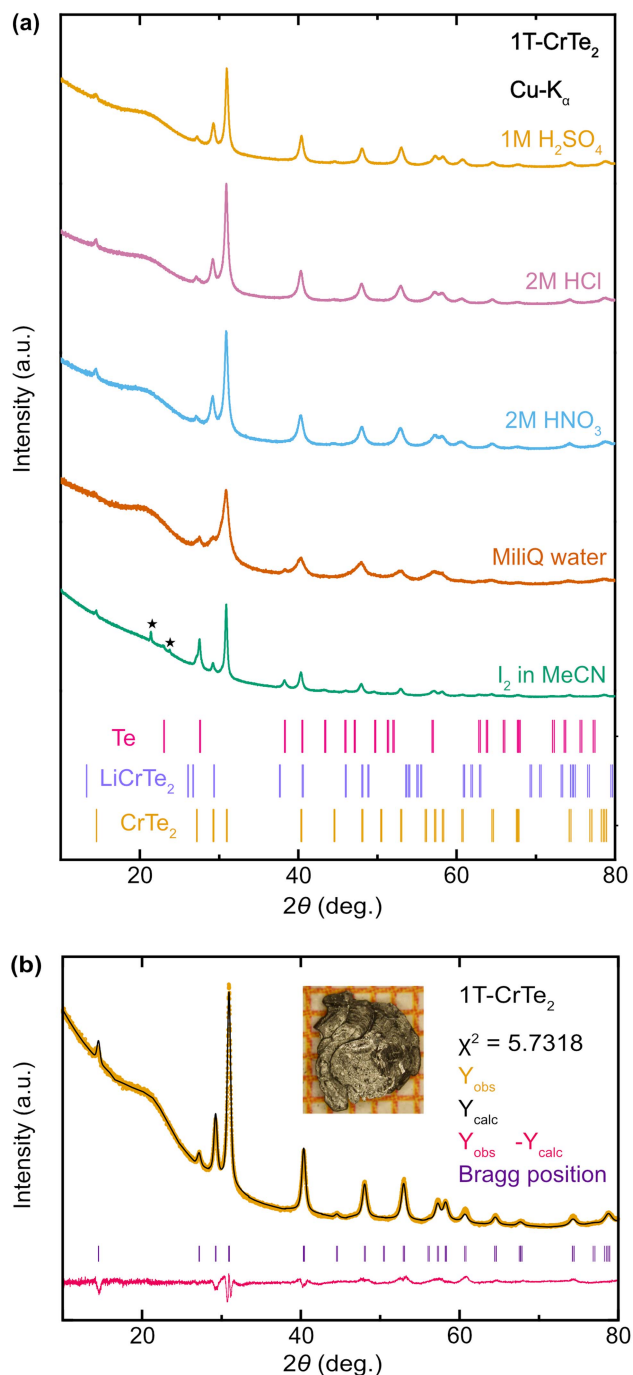 (a)
1T-CrTe₂
Cu-Kα
1M H₂SO₄
2M HCl
2M HNO₃
MiliQ water
I₂ in MeCN
Te
LiCrTe₂
CrTe₂
Intensity (a.u.)
20 40 60 80
2θ (deg.)
(b)
1T-CrTe₂
χ² = 5.7318
Yobs
Ycalc
Yobs -Ycalc
Bragg position
Intensity (a.u.)
20 40 60 80
2θ (deg.)